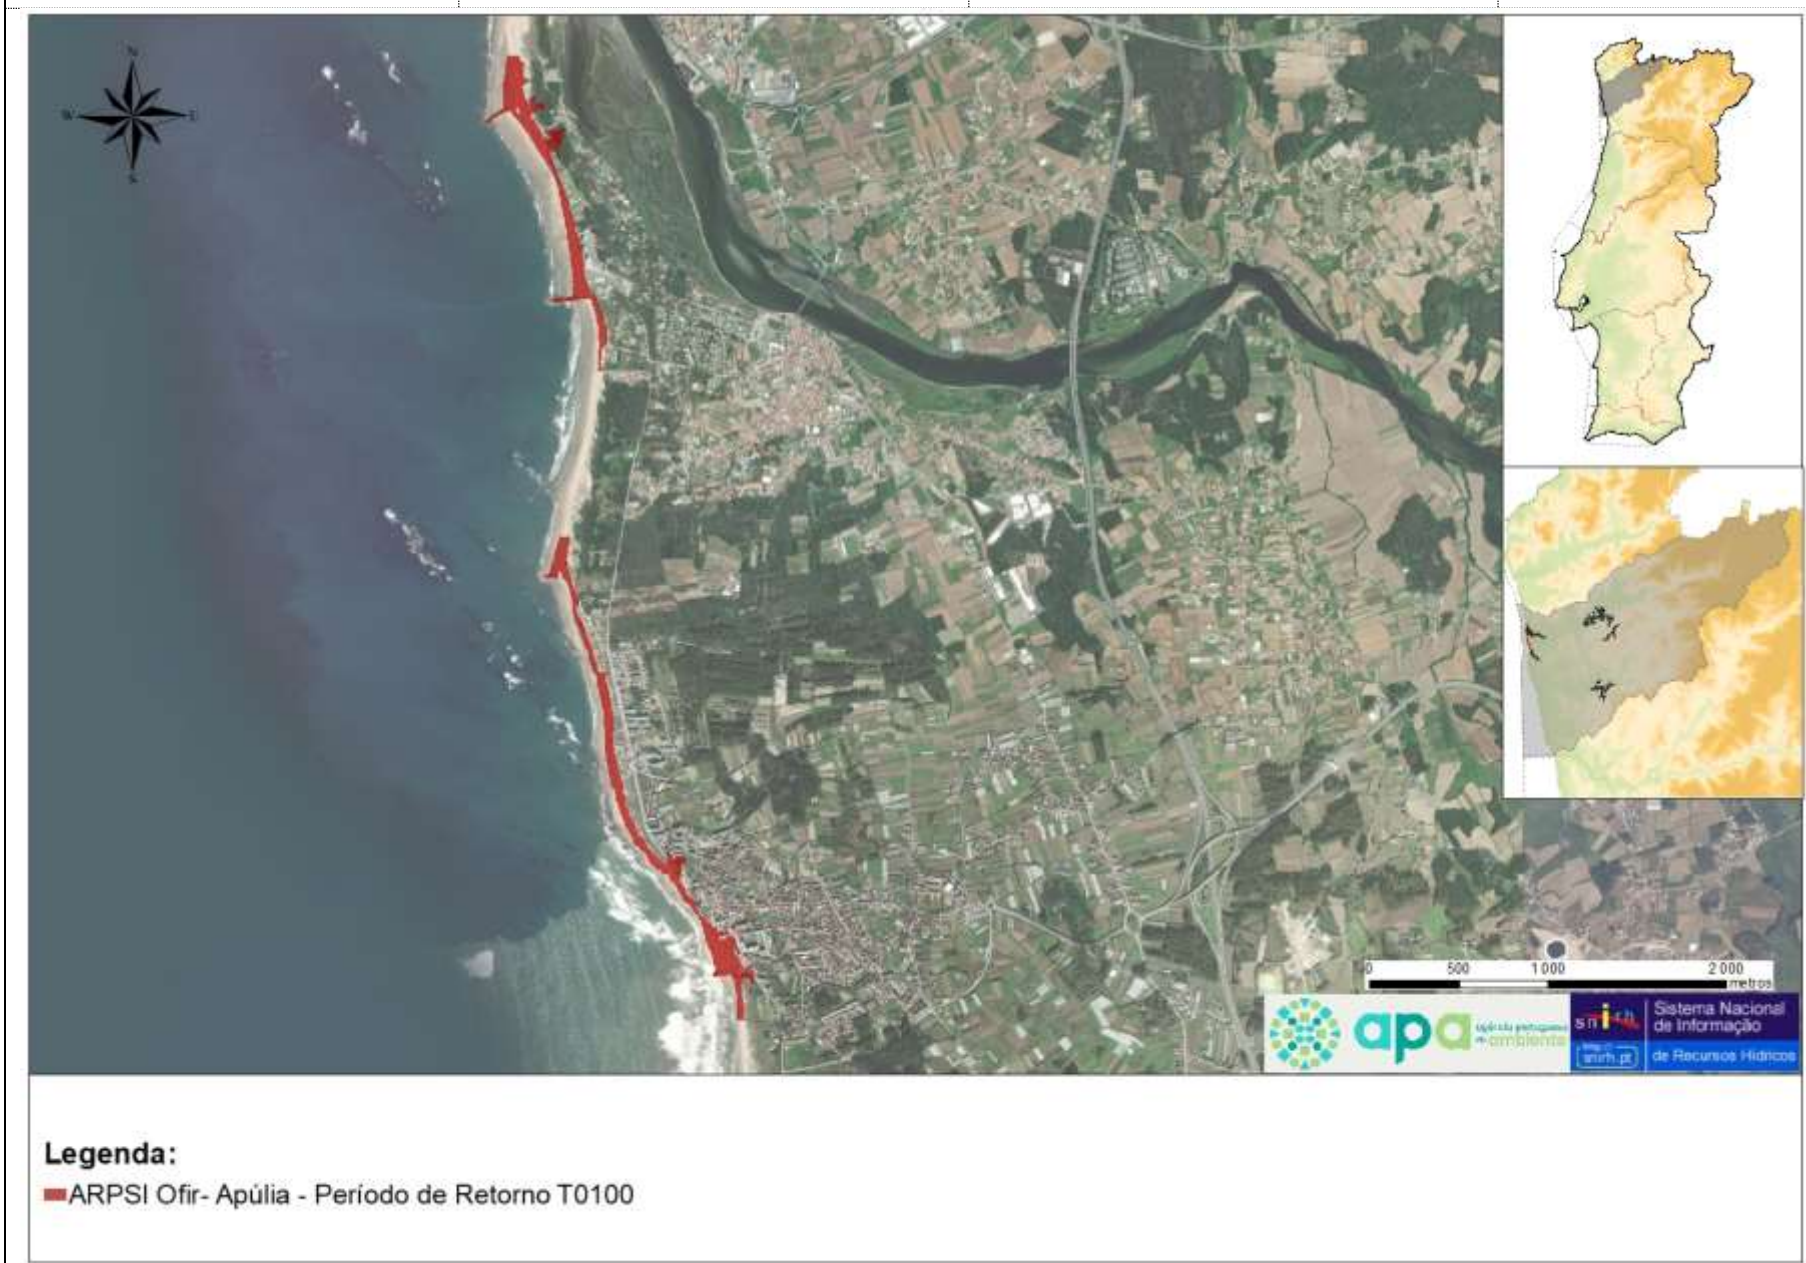 N
W
E
S
0 500 1 000 2 000
metros
apa
agência portuguesa
do ambiente
snirh
http://
snirh.pt
Sistema Nacional
de Informação
de Recursos Hídricos
Legenda:
ARPSI Ofir- Apúlia - Período de Retorno T0100